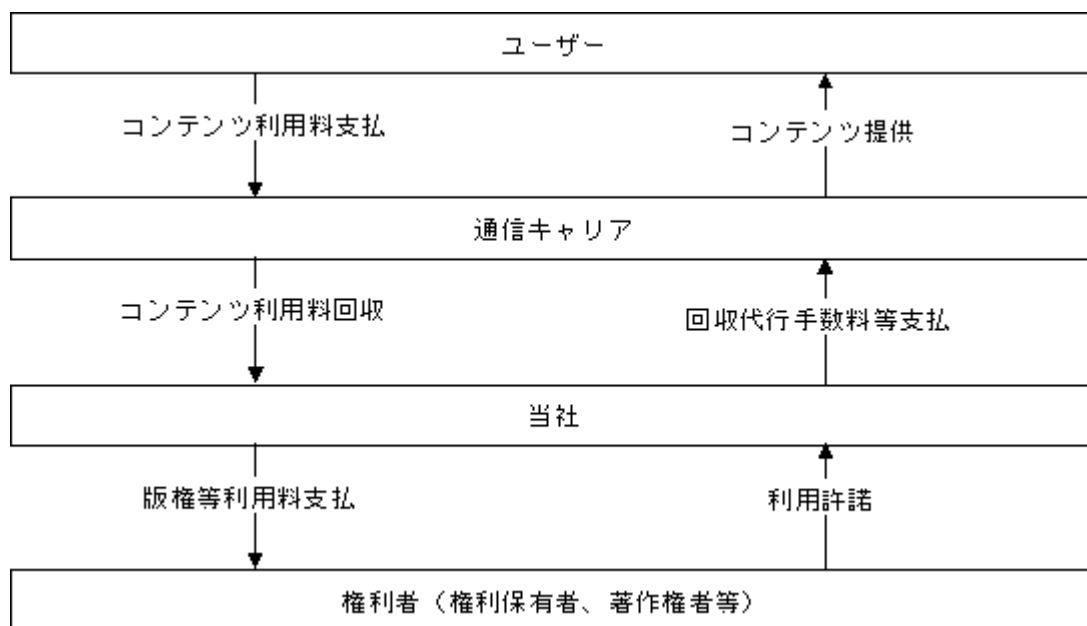 ユーザー
コンテンツ利用料支払
コンテンツ提供
通信キャリア
コンテンツ利用料回収
回収代行手数料等支払
当社
版権等利用料支払
利用許諾
権利者（権利保有者、著作権者等）